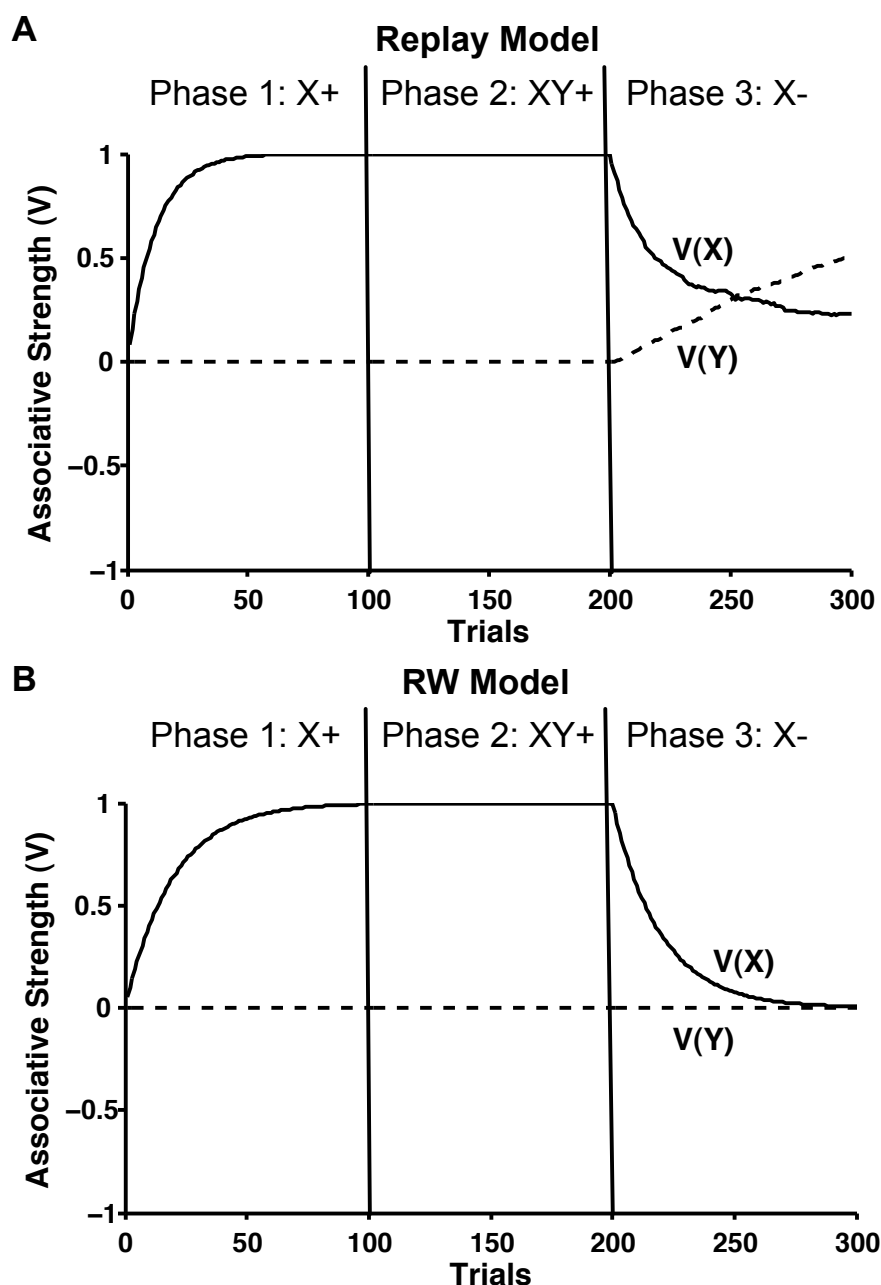 A
Replay Model
Phase 1: X+ Phase 2: XY+ Phase 3: X-
Associative Strength (V)
1
0.5
0
−0.5
−1
V(X)
V(Y)
0 50 100 150 200 250 300
Trials
B
RW Model
Phase 1: X+ Phase 2: XY+ Phase 3: X-
Associative Strength (V)
1
0.5
0
−0.5
−1
V(X)
V(Y)
0 50 100 150 200 250 300
Trials